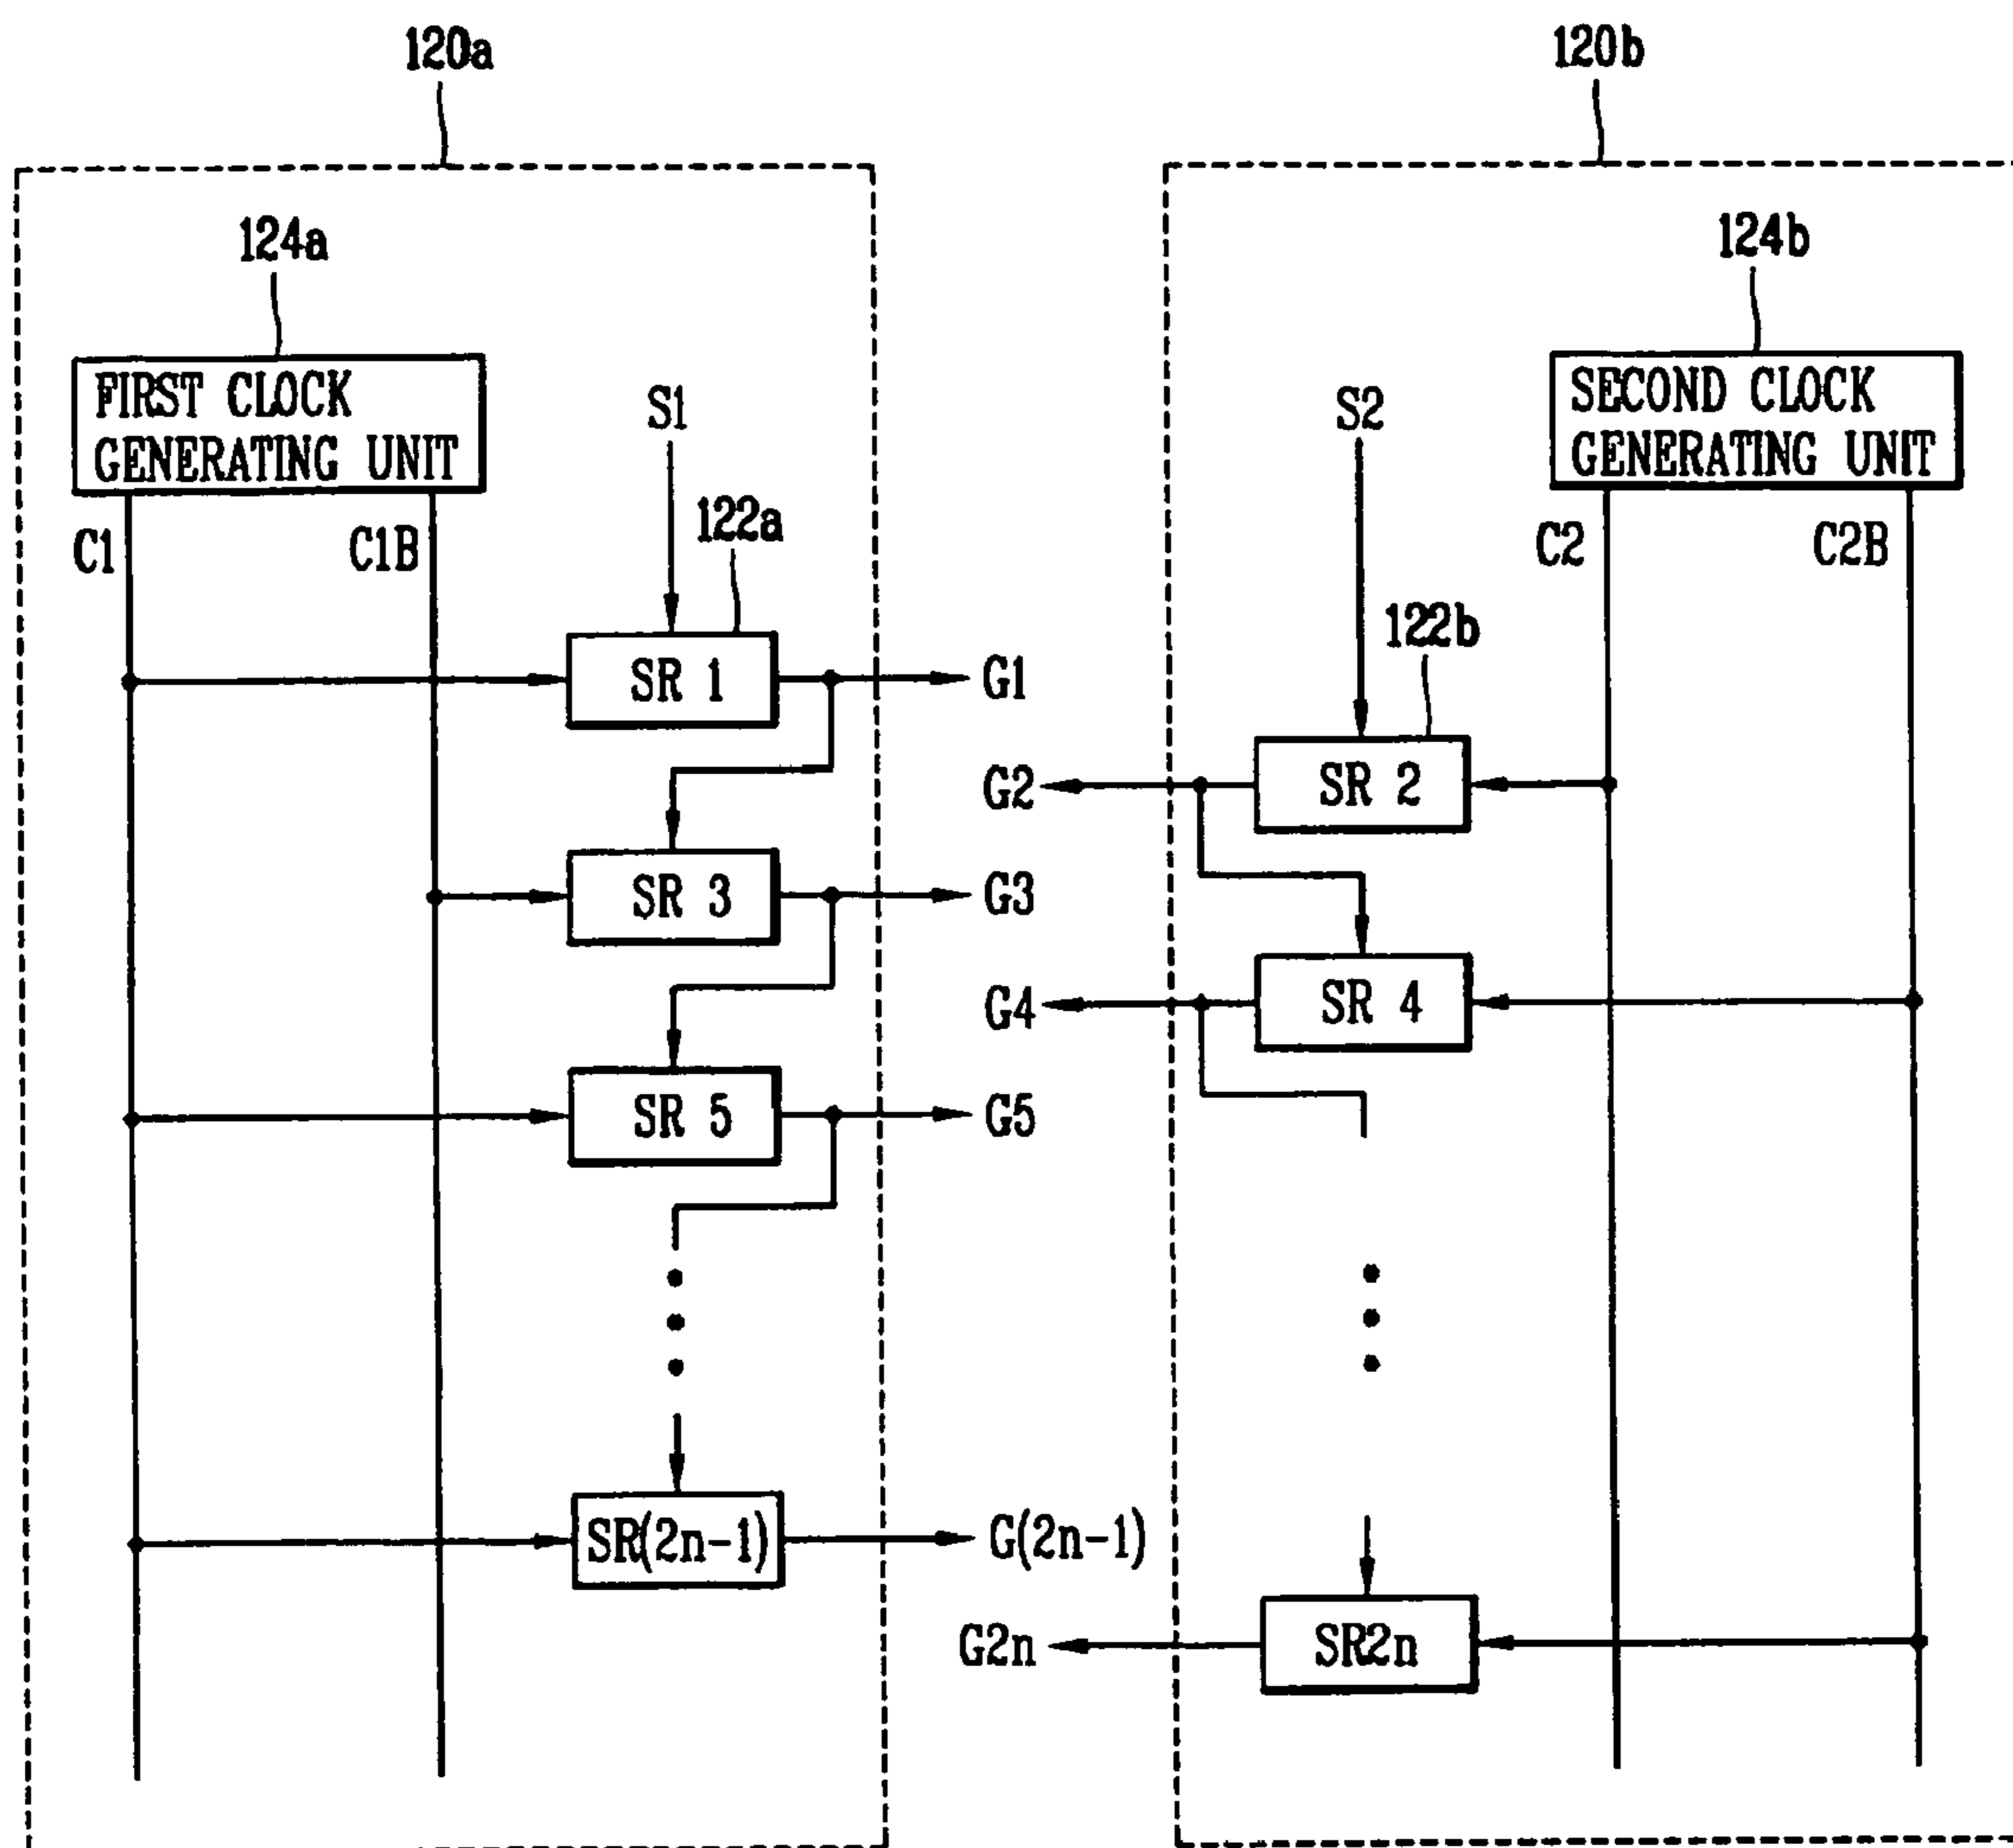 120a
120b
124a
124b
FIRST CLOCK
GENERATING UNIT
S1
S2
SECOND CLOCK
GENERATING UNIT
C1
C1B
122a
C2
C2B
122b
SR 1
G1
G2
SR 2
SR 3
G3
G4
SR 4
SR 5
G5
SR(2n-1)
G(2n-1)
G2n
SR2n